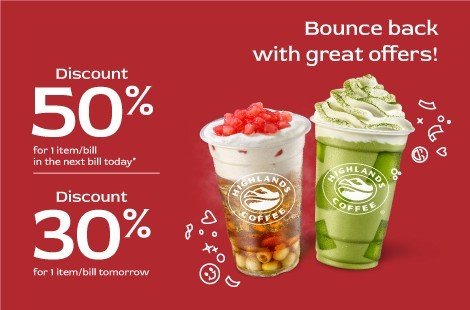 Bounce back
with great offers!
Discount
50%
for 1 item/bill
in the next bill today*
Discount
30%
for 1 item/bill tomorrow
HIGHLANDS
COFFEE
HIGHLANDS
COFFEE